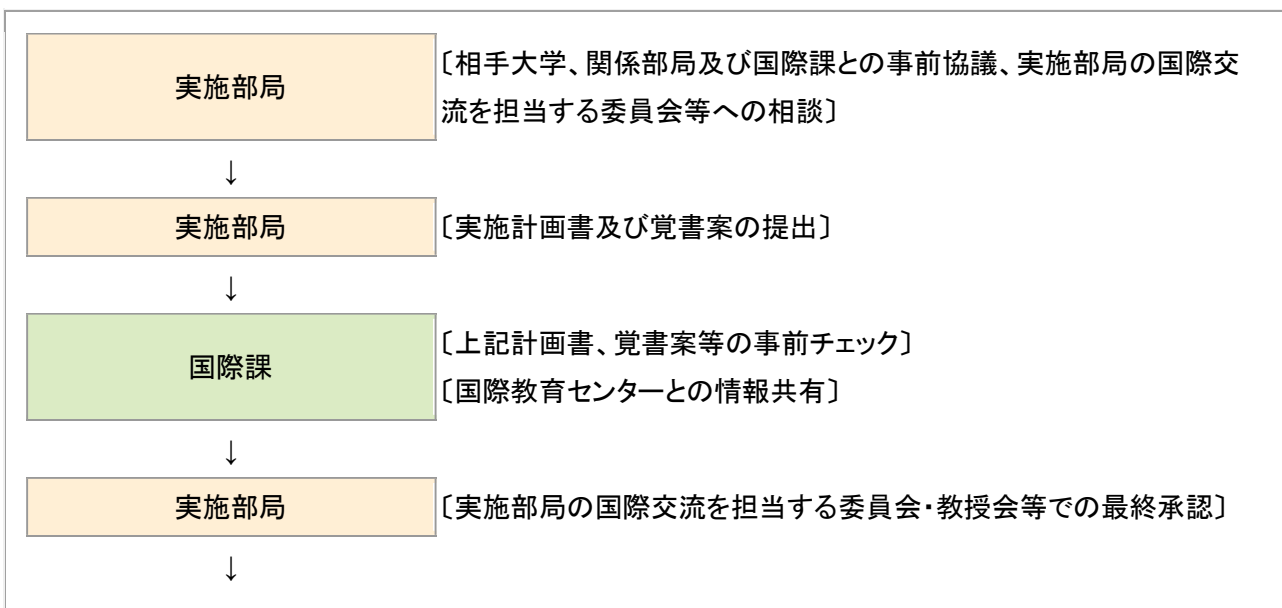 実施部局
〔相手大学、関係部局及び国際課との事前協議、実施部局の国際交
流を担当する委員会等への相談〕
↓
実施部局
〔実施計画書及び覚書案の提出〕
↓
国際課
〔上記計画書、覚書案等の事前チェック〕
〔国際教育センターとの情報共有〕
↓
実施部局
〔実施部局の国際交流を担当する委員会・教授会等での最終承認〕
↓